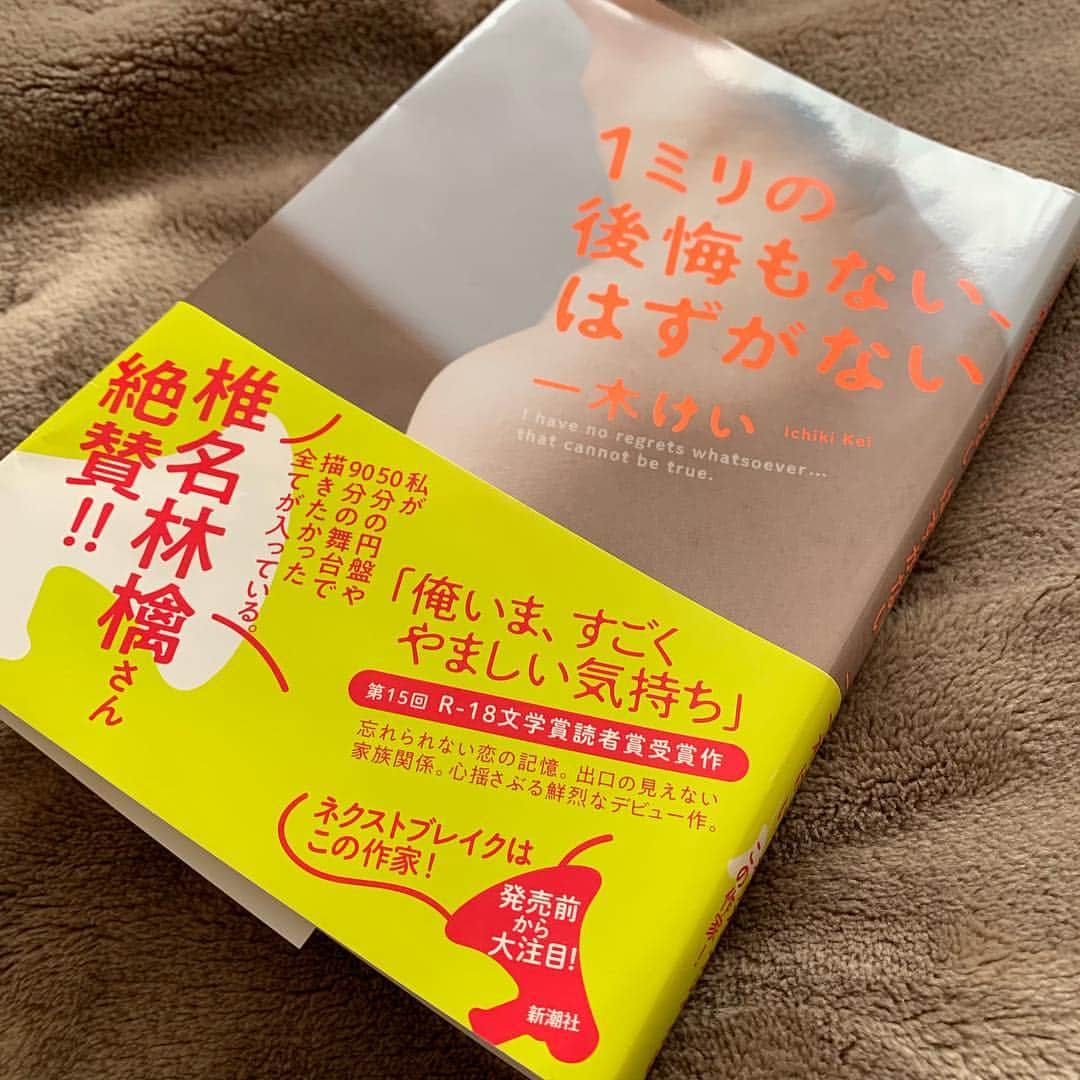 1ミリの
後悔もない、
はずがない
一木けい Ichiki Kei
I have no regrets whatsoever…
that cannot be true.
椎名林檎さん
絶賛!!
私が
50分の円盤や
90分の舞台で
描きたかった
全てが入っている。
「俺いま、すごく
やましい気持ち」
第15回 R-18文学賞読者賞受賞作
忘れられない恋の記憶。出口の見えない
家族関係。心揺さぶる鮮烈なデビュー作。
ネクストブレイクは
この作家!
発売前
から
大注目!
新潮社